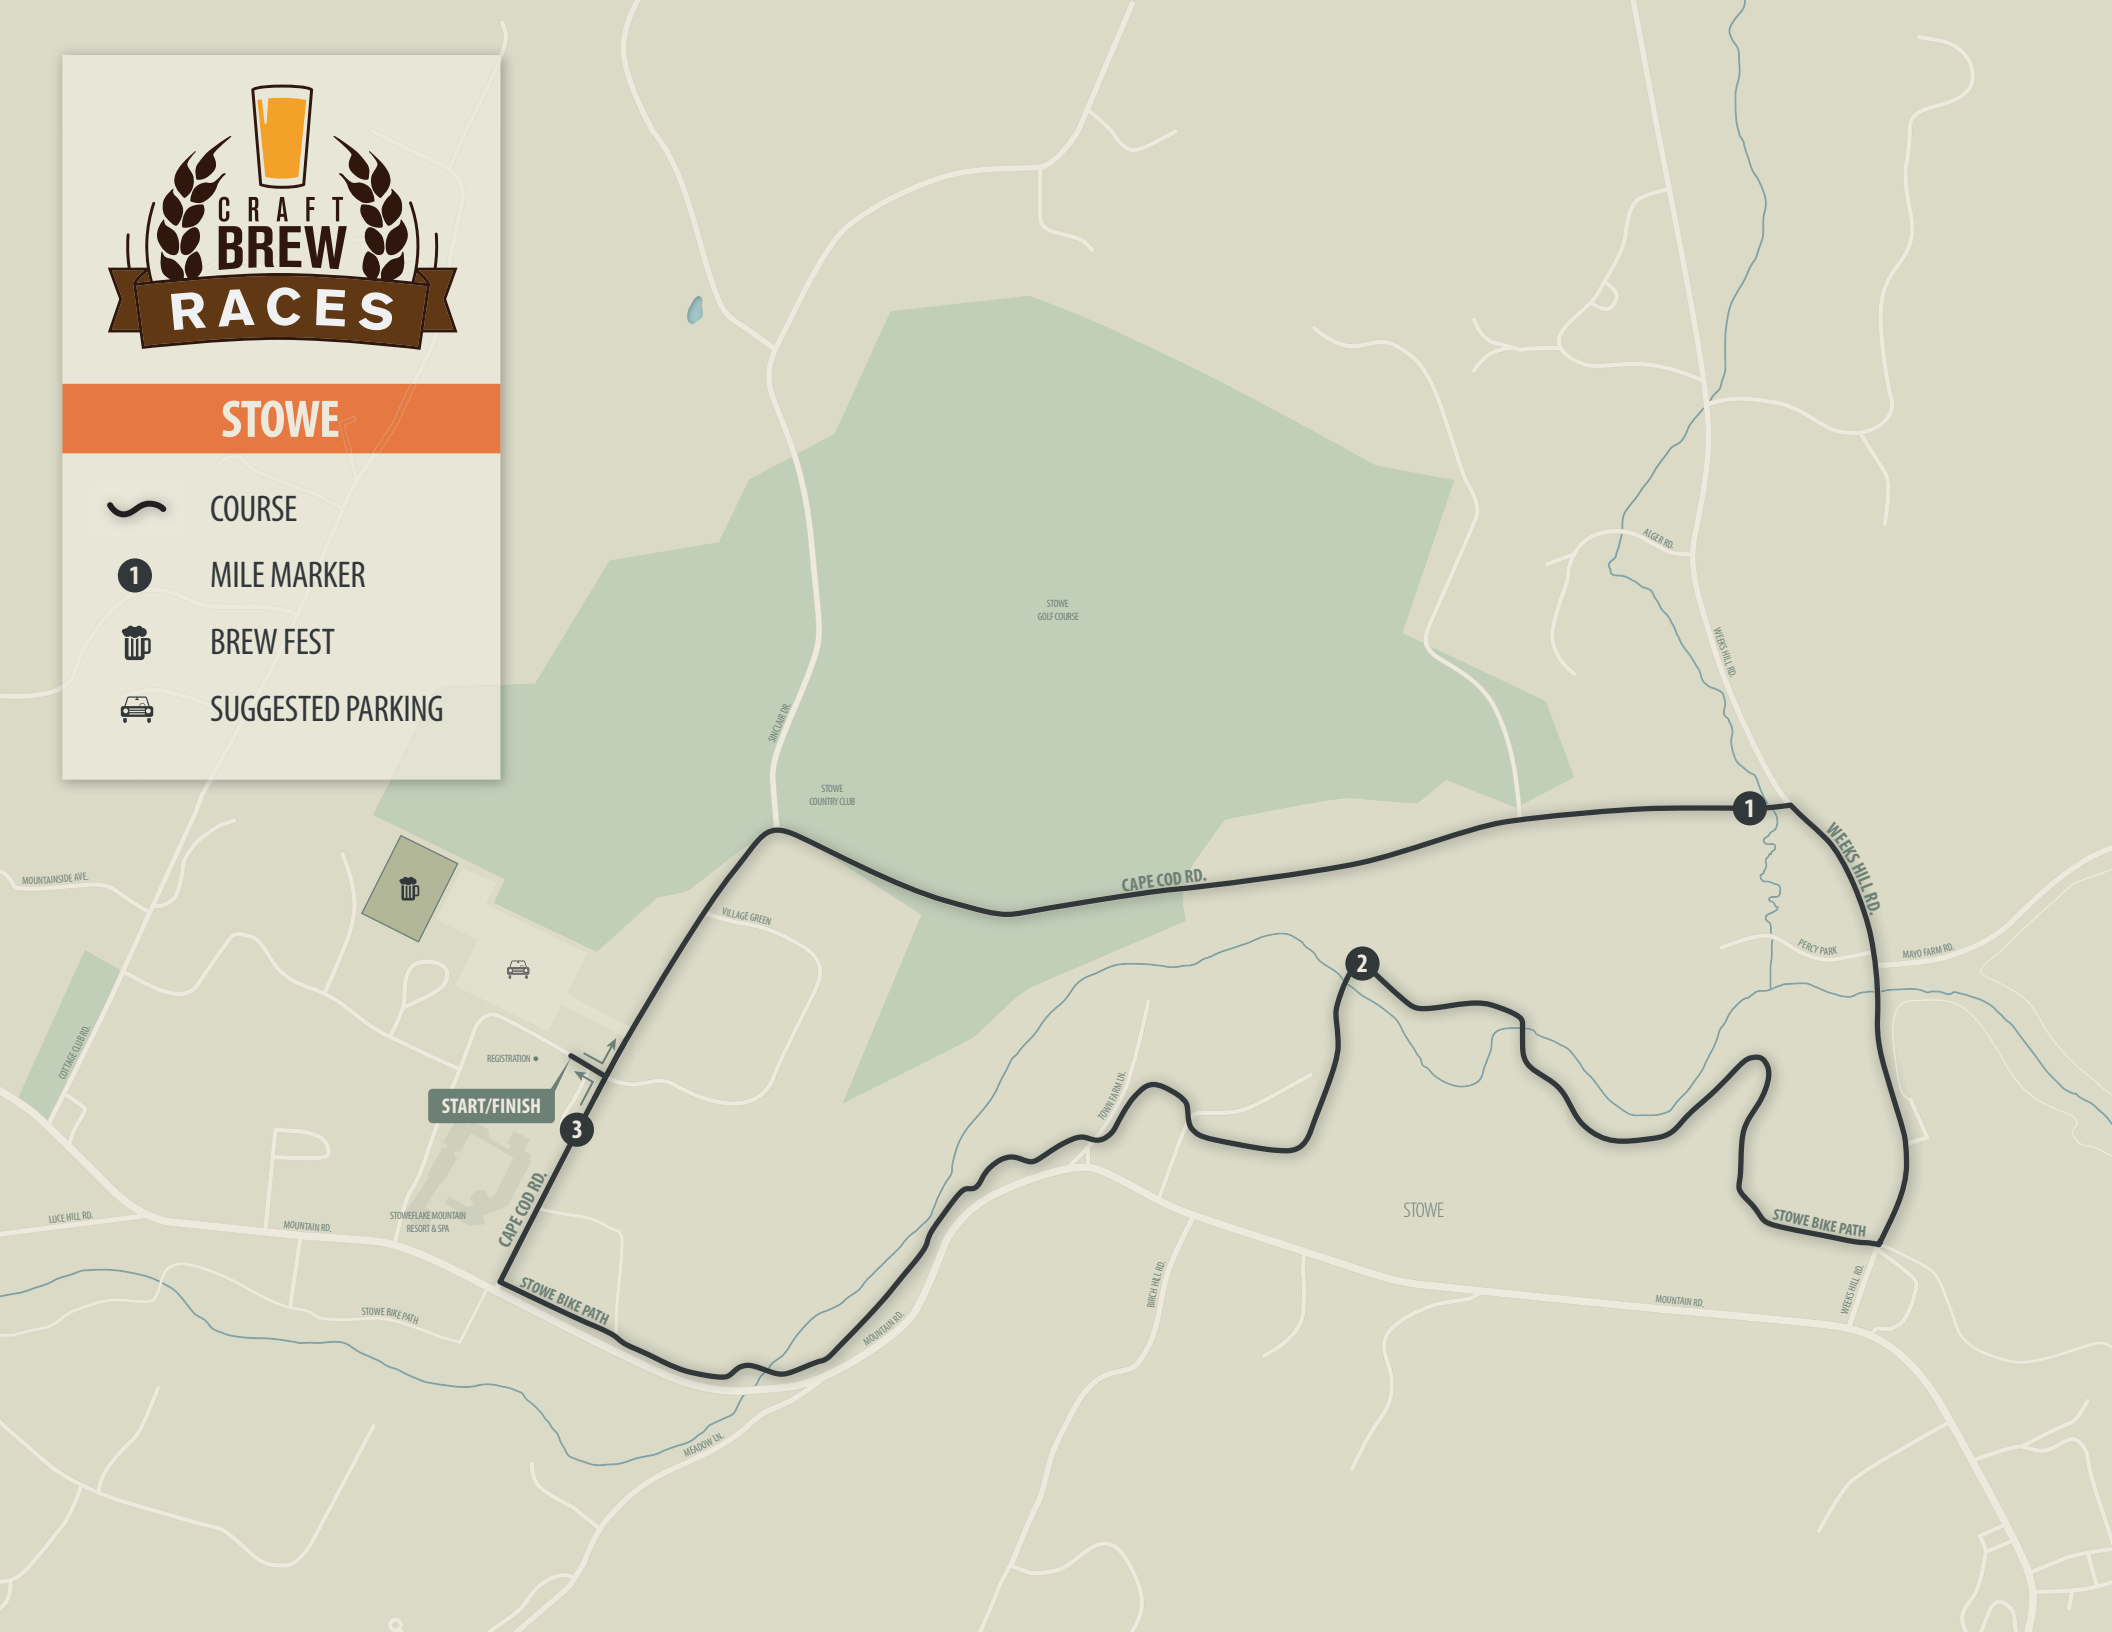 CRAFT
BREW
RACES
STOWE
COURSE
1
MILE MARKER
BREW FEST
SUGGESTED PARKING
STOWE
GOLF COURSE
ALGER RD.
WEEKS HILL RD.
SINCLAIR DR.
STOWE
COUNTRY CLUB
1
WEEKS HILL RD.
CAPE COD RD.
MOUNTAINSIDE AVE.
VILLAGE GREEN
PERCY PARK
MAYO FARM RD.
2
COTTAGE CLUB RD.
REGISTRATION
START/FINISH
3
TOWN FARM LN.
CAPE COD RD.
STOWEFLAKE MOUNTAIN
RESORT & SPA
LUCE HILL RD.
MOUNTAIN RD.
STOWE
STOWE BIKE PATH
STOWE BIKE PATH
STOWE BIKE PATH
BIRCH HILL RD.
MOUNTAIN RD.
WEEKS HILL RD.
MOUNTAIN RD.
MEADOW LN.